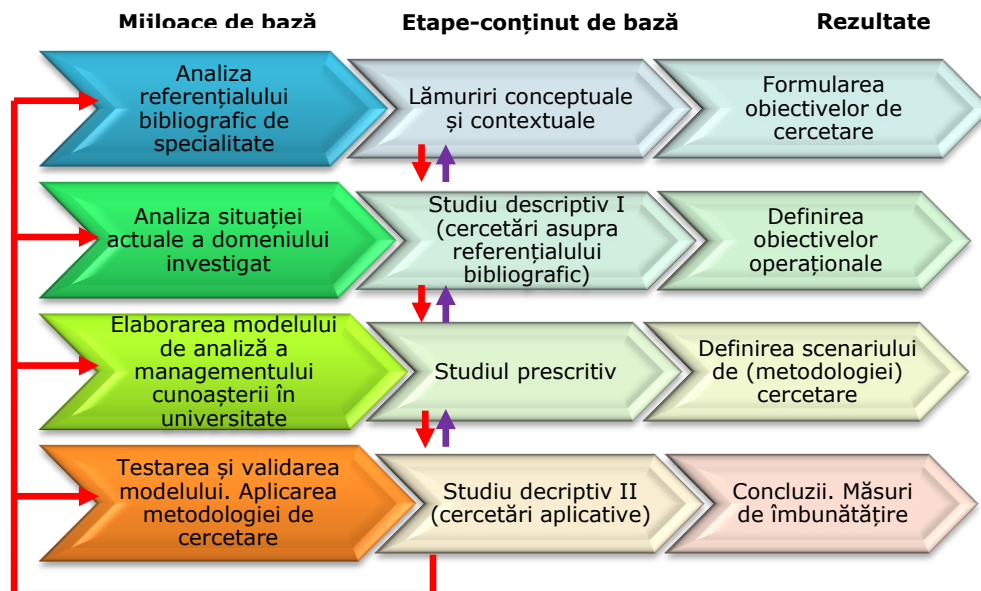 Mijloace de bază
Etape-conținut de bază
Rezultate
Analiza
referențialului
bibliografic de
specialitate
Lămuriri conceptuale
și contextuale
Formularea
obiectivelor de
cercetare
Analiza situației
actuale a domeniului
investigat
Studiu descriptiv I
(cercetări asupra
referențialului
bibliografic)
Definirea
obiectivelor
operaționale
Elaborarea modelului
de analiză a
managementului
cunoașterii în
universitate
Studiul prescritiv
Definirea scenariului
de (metodologiei)
cercetare
Testarea și validarea
modelului. Aplicarea
metodologiei de
cercetare
Studiu decriptiv II
(cercetări aplicative)
Concluzii. Măsuri
de îmbunătățire